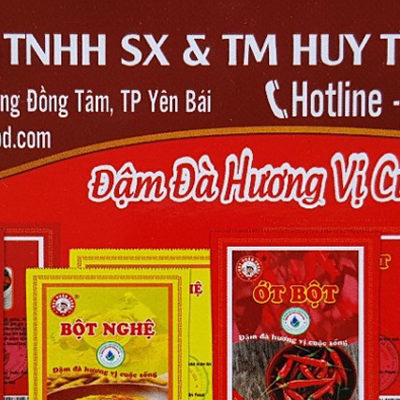 TNHH SX & TM HUY T
ng Đồng Tâm, TP Yên Bái
Hotline -
od.com
Đậm Đà Hương Vị Cu
BỘT NGHỆ
Đậm đà hương vị cuộc sống
ỚT BỘT
Đậm đà hương vị cuộc sống